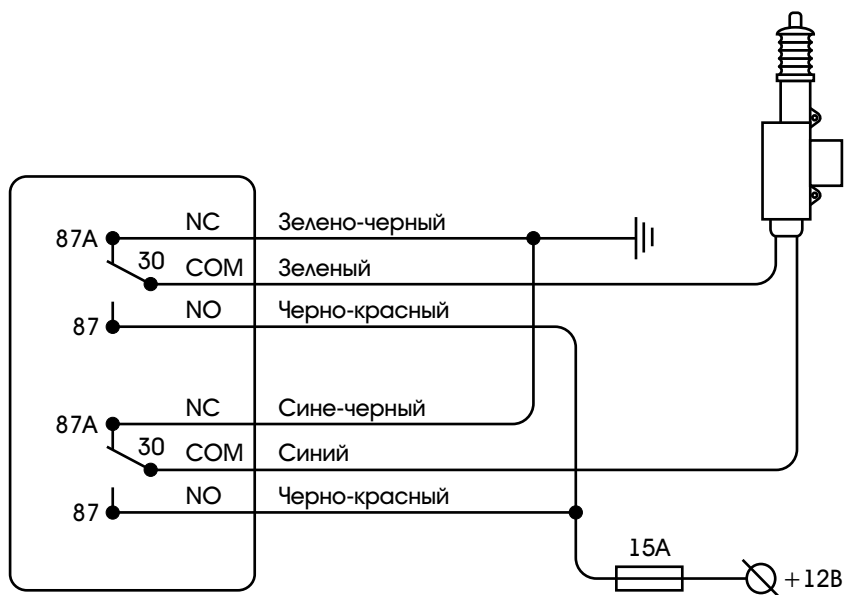 87A NC Зелено-черный
30 COM Зеленый
87 NO Черно-красный
87A NC Сине-черный
30 COM Синий
87 NO Черно-красный
15A
+12В